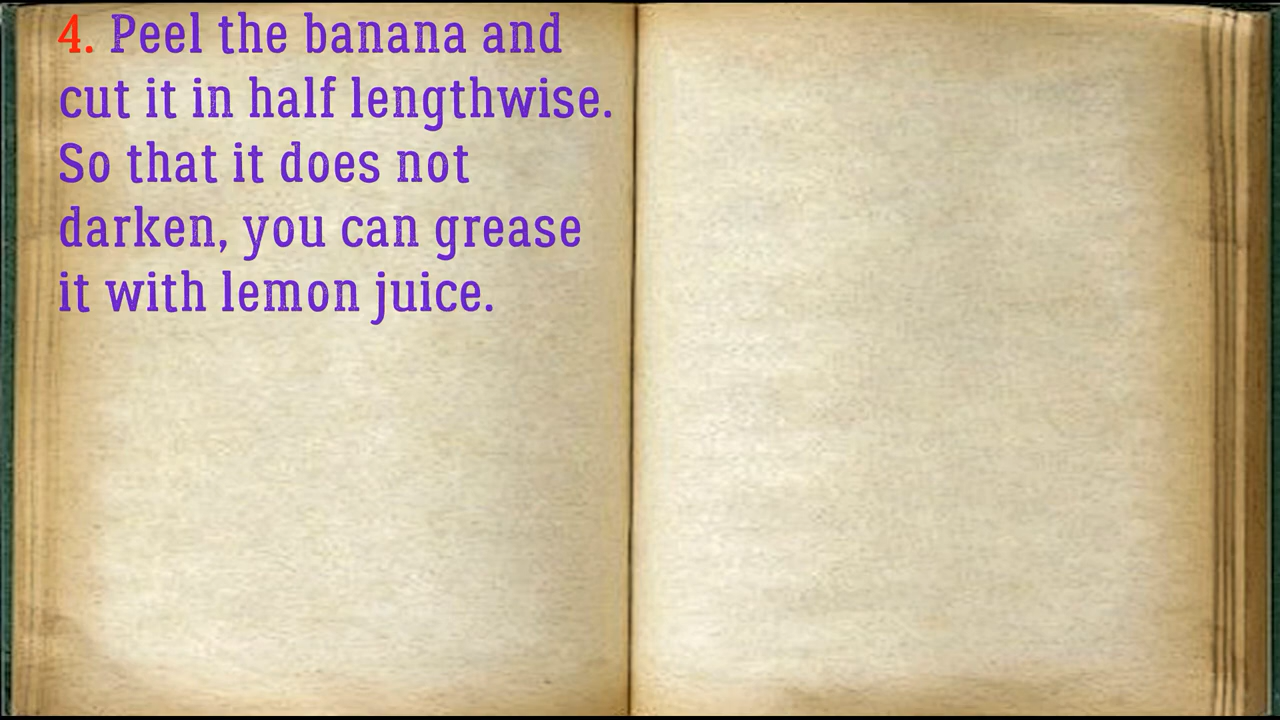 4. Peel the banana and
cut it in half lengthwise.
So that it does not
darken, you can grease
it with lemon juice.